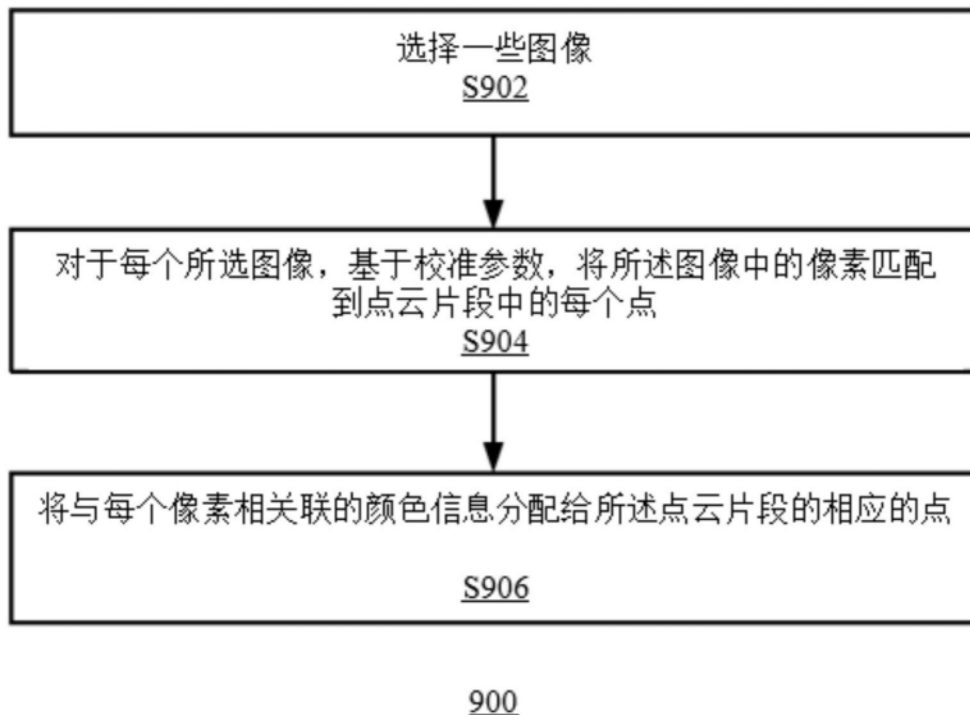 选择一些图像
S902
对于每个所选图像，基于校准参数，将所述图像中的像素匹配
到点云片段中的每个点
S904
将与每个像素相关联的颜色信息分配给所述点云片段的相应的点
S906
900